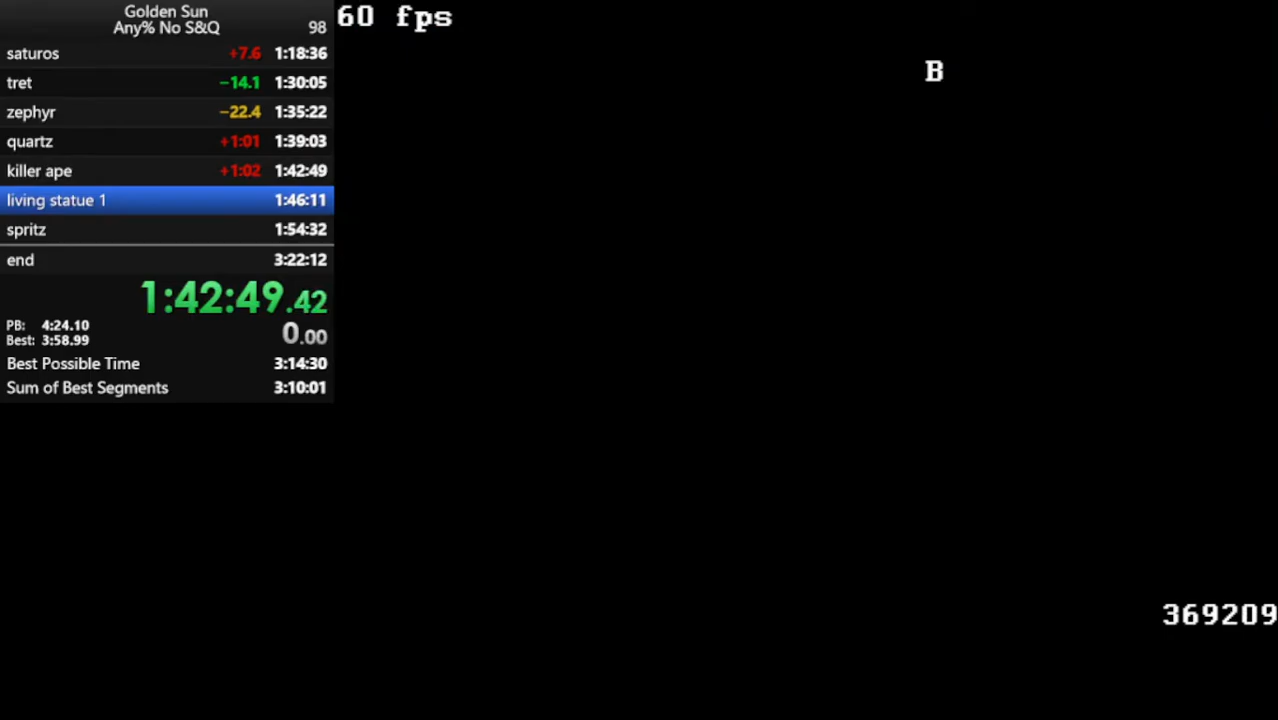 Golden Sun
Any% No S&Q 98
saturos +7.6 1:18:36
tret −14.1 1:30:05
zephyr −22.4 1:35:22
quartz +1:01 1:39:03
killer ape +1:02 1:42:49
living statue 1 1:46:11
spritz 1:54:32
end 3:22:12
1:42:49.42
PB: 4:24.10
Best: 3:58.99
0.00
Best Possible Time 3:14:30
Sum of Best Segments 3:10:01
60 fps
B
369209